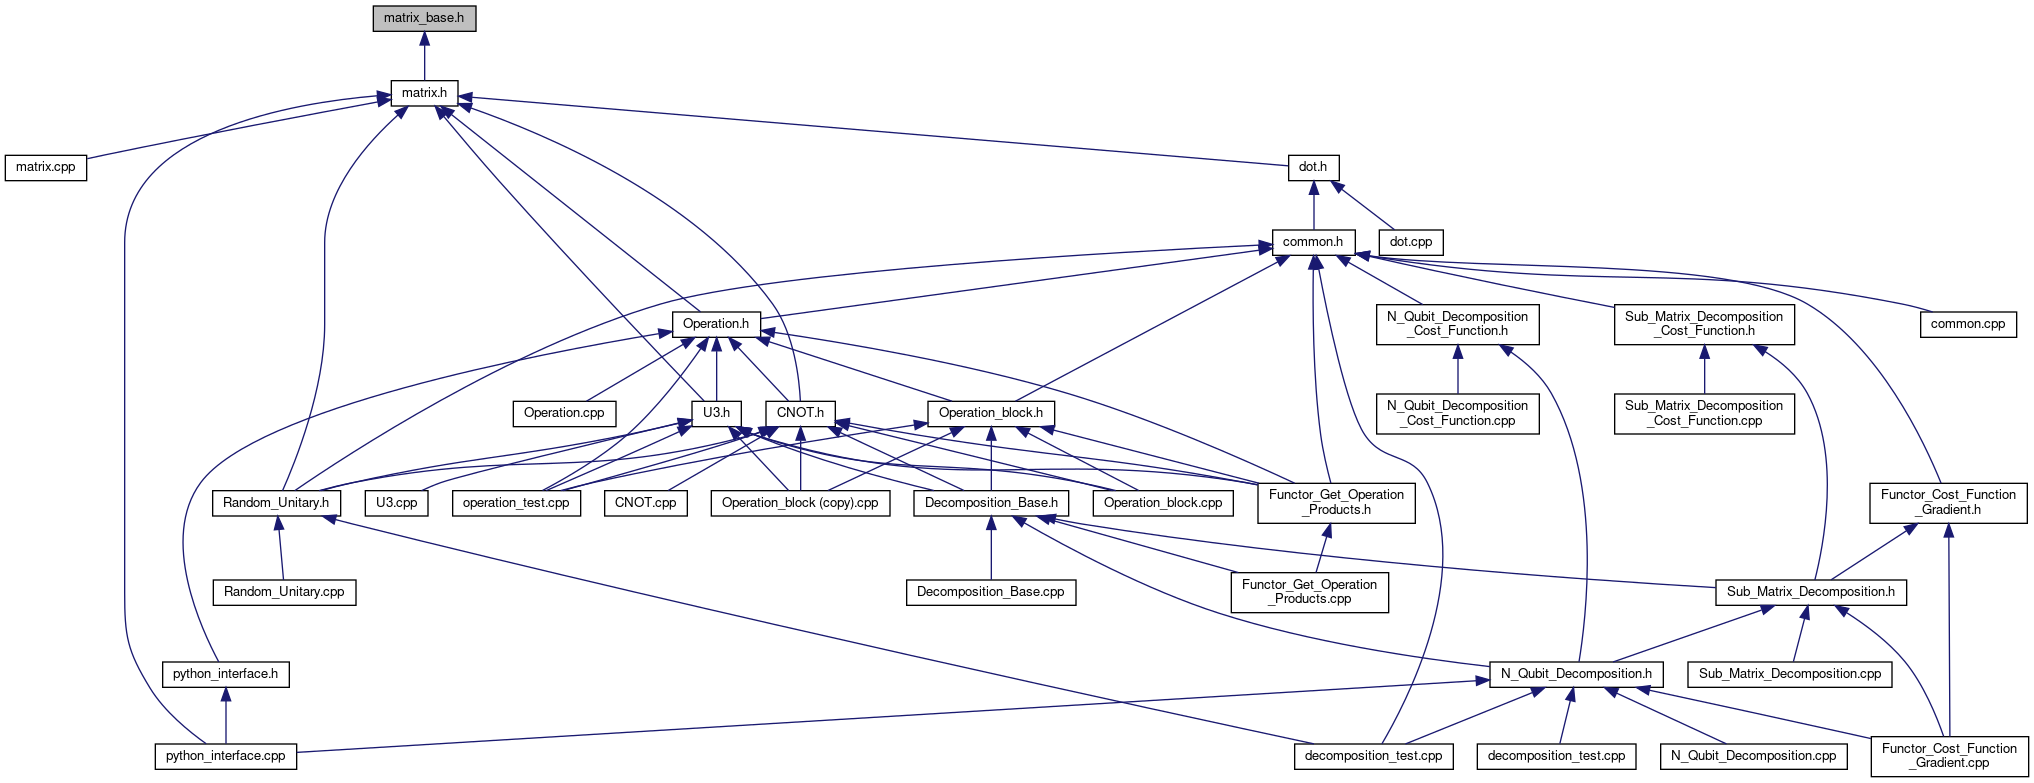 matrix_base.h
matrix.h
matrix.cpp
dot.h
common.h
dot.cpp
Operation.h
N_Qubit_Decomposition
_Cost_Function.h
Sub_Matrix_Decomposition
_Cost_Function.h
common.cpp
Operation.cpp
U3.h
CNOT.h
Operation_block.h
N_Qubit_Decomposition
_Cost_Function.cpp
Sub_Matrix_Decomposition
_Cost_Function.cpp
Random_Unitary.h
U3.cpp
operation_test.cpp
CNOT.cpp
Operation_block (copy).cpp
Decomposition_Base.h
Operation_block.cpp
Functor_Get_Operation
_Products.h
Functor_Cost_Function
_Gradient.h
Random_Unitary.cpp
Decomposition_Base.cpp
Functor_Get_Operation
_Products.cpp
Sub_Matrix_Decomposition.h
python_interface.h
N_Qubit_Decomposition.h
Sub_Matrix_Decomposition.cpp
python_interface.cpp
decomposition_test.cpp
decomposition_test.cpp
N_Qubit_Decomposition.cpp
Functor_Cost_Function
_Gradient.cpp